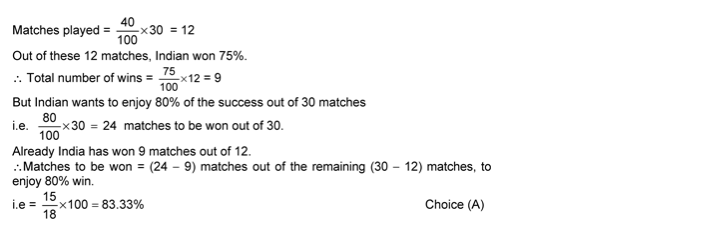 Matches played = 40/100 ×30 = 12
Out of these 12 matches, Indian won 75%.
∴ Total number of wins = 75/100 ×12 = 9
But Indian wants to enjoy 80% of the success out of 30 matches
i.e. 80/100 ×30 = 24 matches to be won out of 30.
Already India has won 9 matches out of 12.
∴Matches to be won = (24 − 9) matches out of the remaining (30 − 12) matches, to
enjoy 80% win.
i.e = 15/18 ×100 = 83.33% Choice (A)